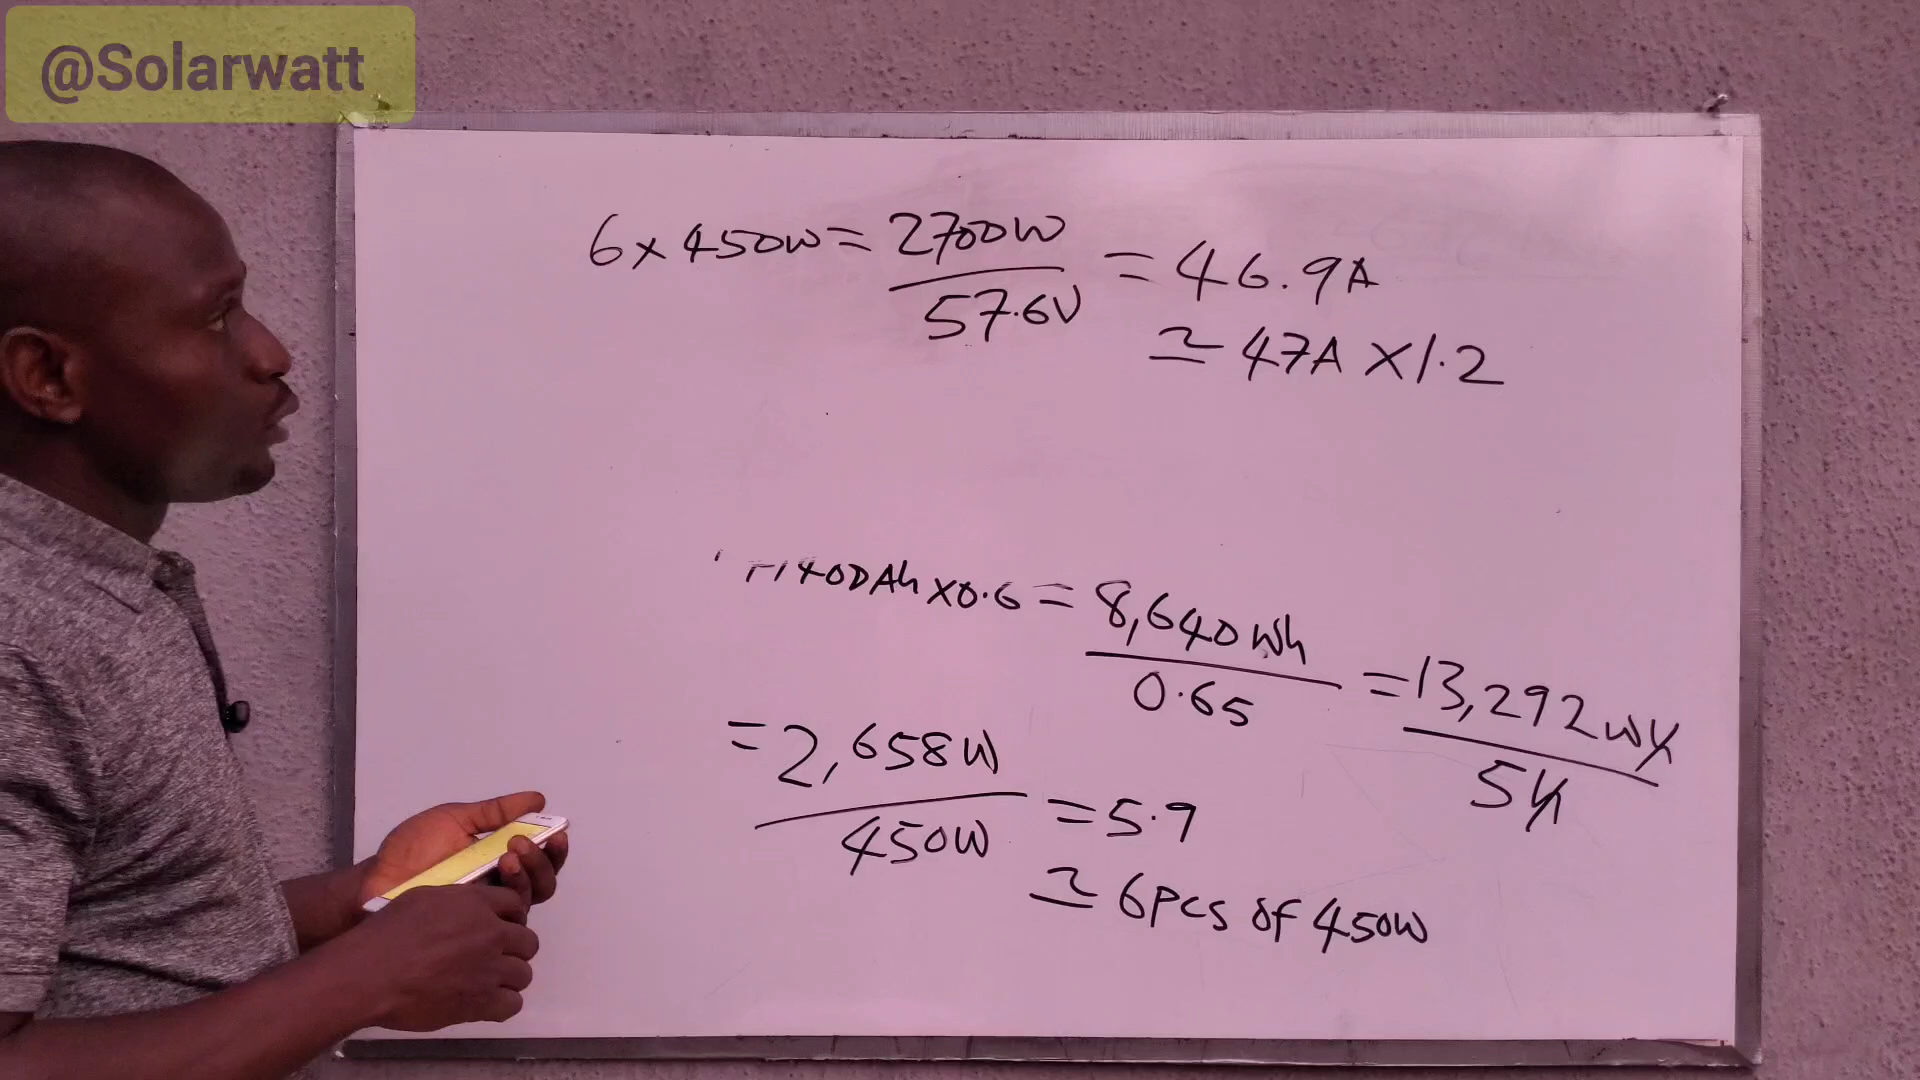 @Solarwatt
6 x 450W = 2700W / 57.6V = 46.9A
≃ 47A X 1.2
400Ah X 0.6 = 8,640Wh / 0.65 = 13,292Wh / 5h
= 2,658W / 450W = 5.9
≃ 6pcs of 450W